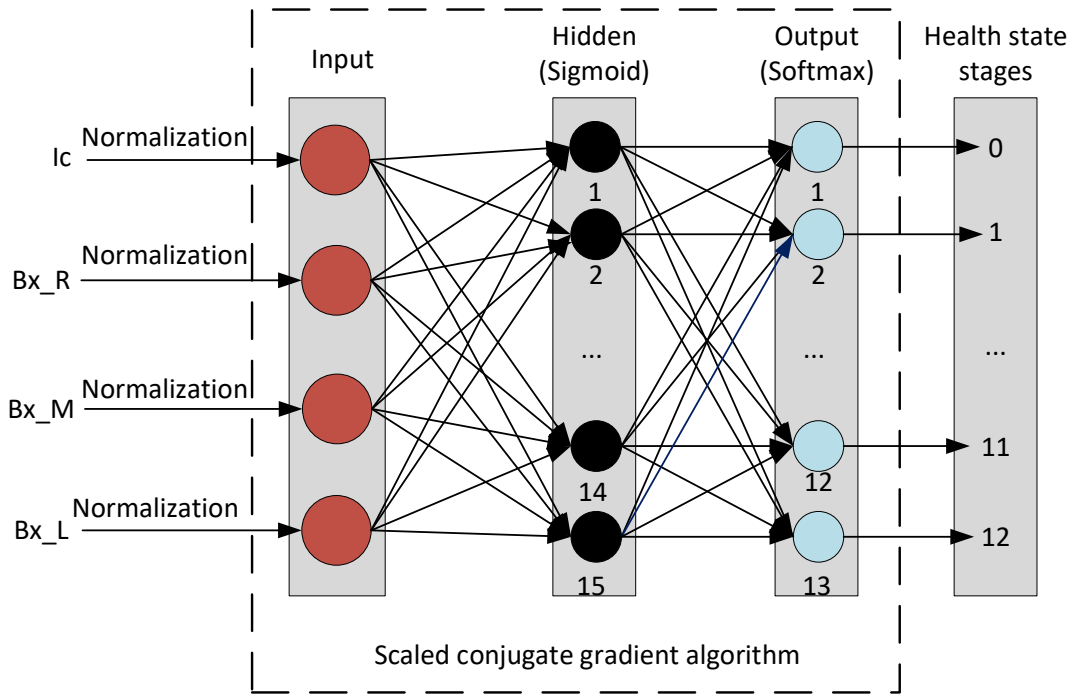 Input
Hidden
(Sigmoid)
Output
(Softmax)
Health state
stages
Normalization
Ic
Normalization
Bx_R
Normalization
Bx_M
Normalization
Bx_L
1
2
...
14
15
1
2
...
12
13
0
1
...
11
12
Scaled conjugate gradient algorithm